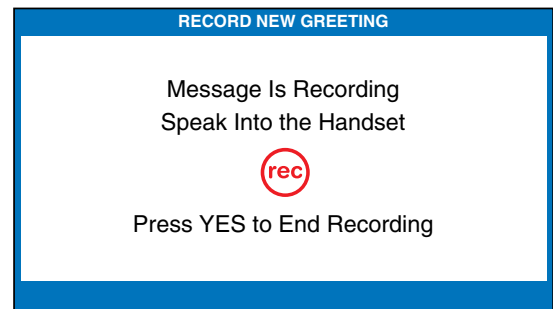 RECORD NEW GREETING
Message Is Recording
Speak Into the Handset
rec
Press YES to End Recording